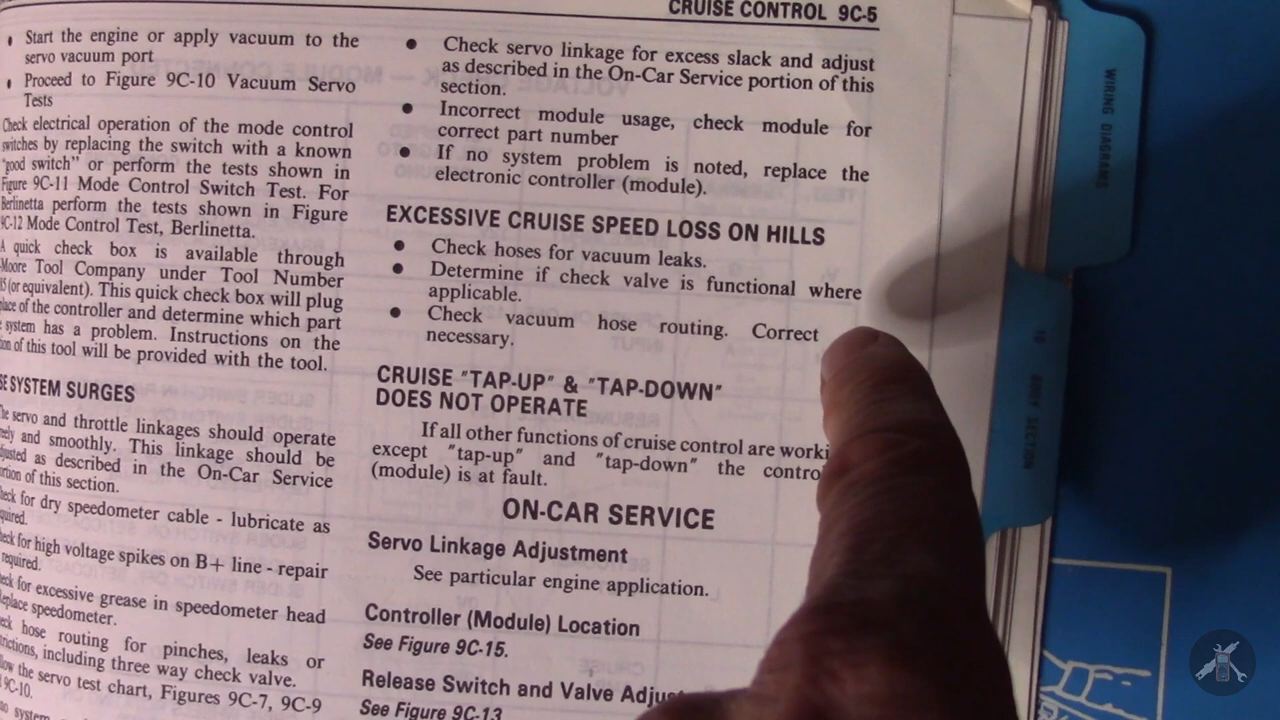 CRUISE CONTROL 9C-5
• Start the engine or apply vacuum to the
servo vacuum port
• Proceed to Figure 9C-10 Vacuum Servo
Tests
Check electrical operation of the mode control
switches by replacing the switch with a known
"good switch" or perform the tests shown in
Figure 9C-11 Mode Control Switch Test. For
Berlinetta perform the tests shown in Figure
9C-12 Mode Control Test, Berlinetta.
A quick check box is available through
-Moore Tool Company under Tool Number
(or equivalent). This quick check box will plug
of the controller and determine which part
system has a problem. Instructions on the
of this tool will be provided with the tool.
SYSTEM SURGES
servo and throttle linkages should operate
and smoothly. This linkage should be
as described in the On-Car Service
of this section.
for dry speedometer cable - lubricate as
for high voltage spikes on B+ line - repair
required.
for excessive grease in speedometer head
speedometer.
hose routing for pinches, leaks or
including three way check valve.
the servo test chart, Figures 9C-7, 9C-9
9C-10.
system
• Check servo linkage for excess slack and adjust
as described in the On-Car Service portion of this
section.
• Incorrect module usage, check module for
correct part number
• If no system problem is noted, replace the
electronic controller (module).
EXCESSIVE CRUISE SPEED LOSS ON HILLS
• Check hoses for vacuum leaks.
• Determine if check valve is functional where
applicable.
• Check vacuum hose routing. Correct
necessary.
CRUISE "TAP-UP" & "TAP-DOWN"
DOES NOT OPERATE
If all other functions of cruise control are worki
except "tap-up" and "tap-down" the contro
(module) is at fault.
ON-CAR SERVICE
Servo Linkage Adjustment
See particular engine application.
Controller (Module) Location
See Figure 9C-15.
Release Switch and Valve Adjus
See Figure 9C-13
WIRING DIAGRAMS
10 BODY SECTION